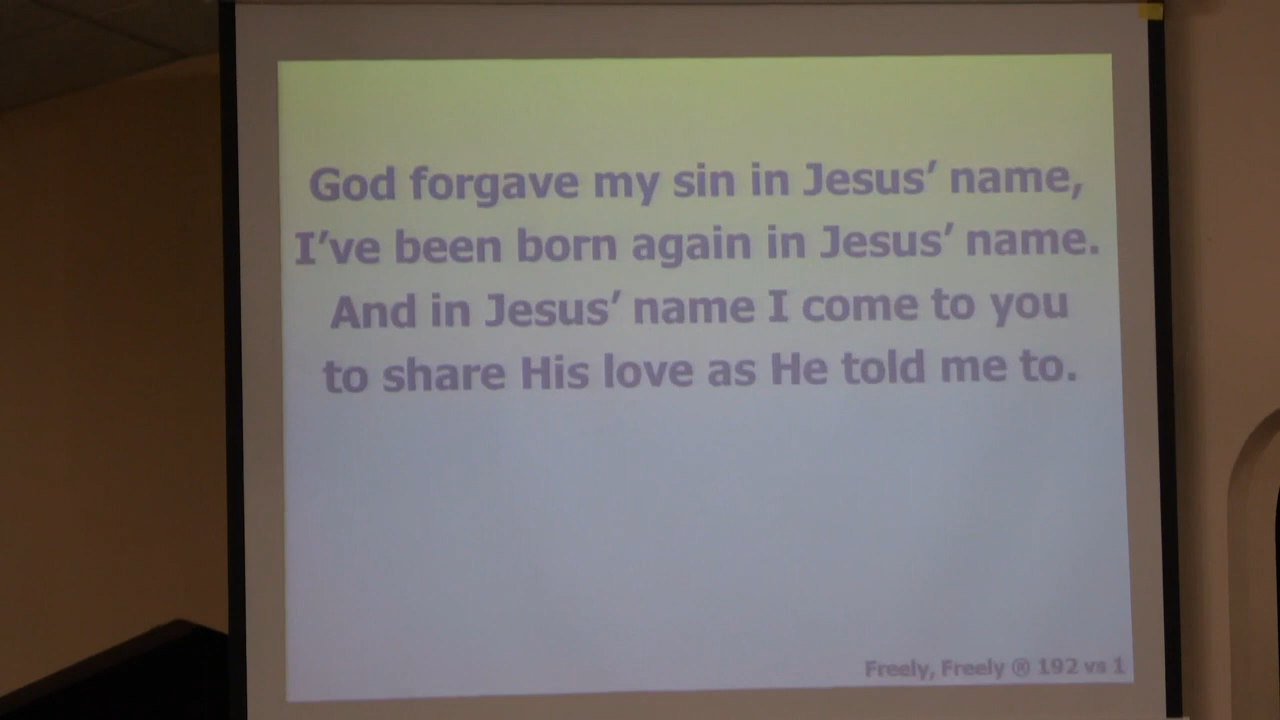 God forgave my sin in Jesus’ name,
I’ve been born again in Jesus’ name.
And in Jesus’ name I come to you
to share His love as He told me to.
Freely, Freely ® 192 vs 1